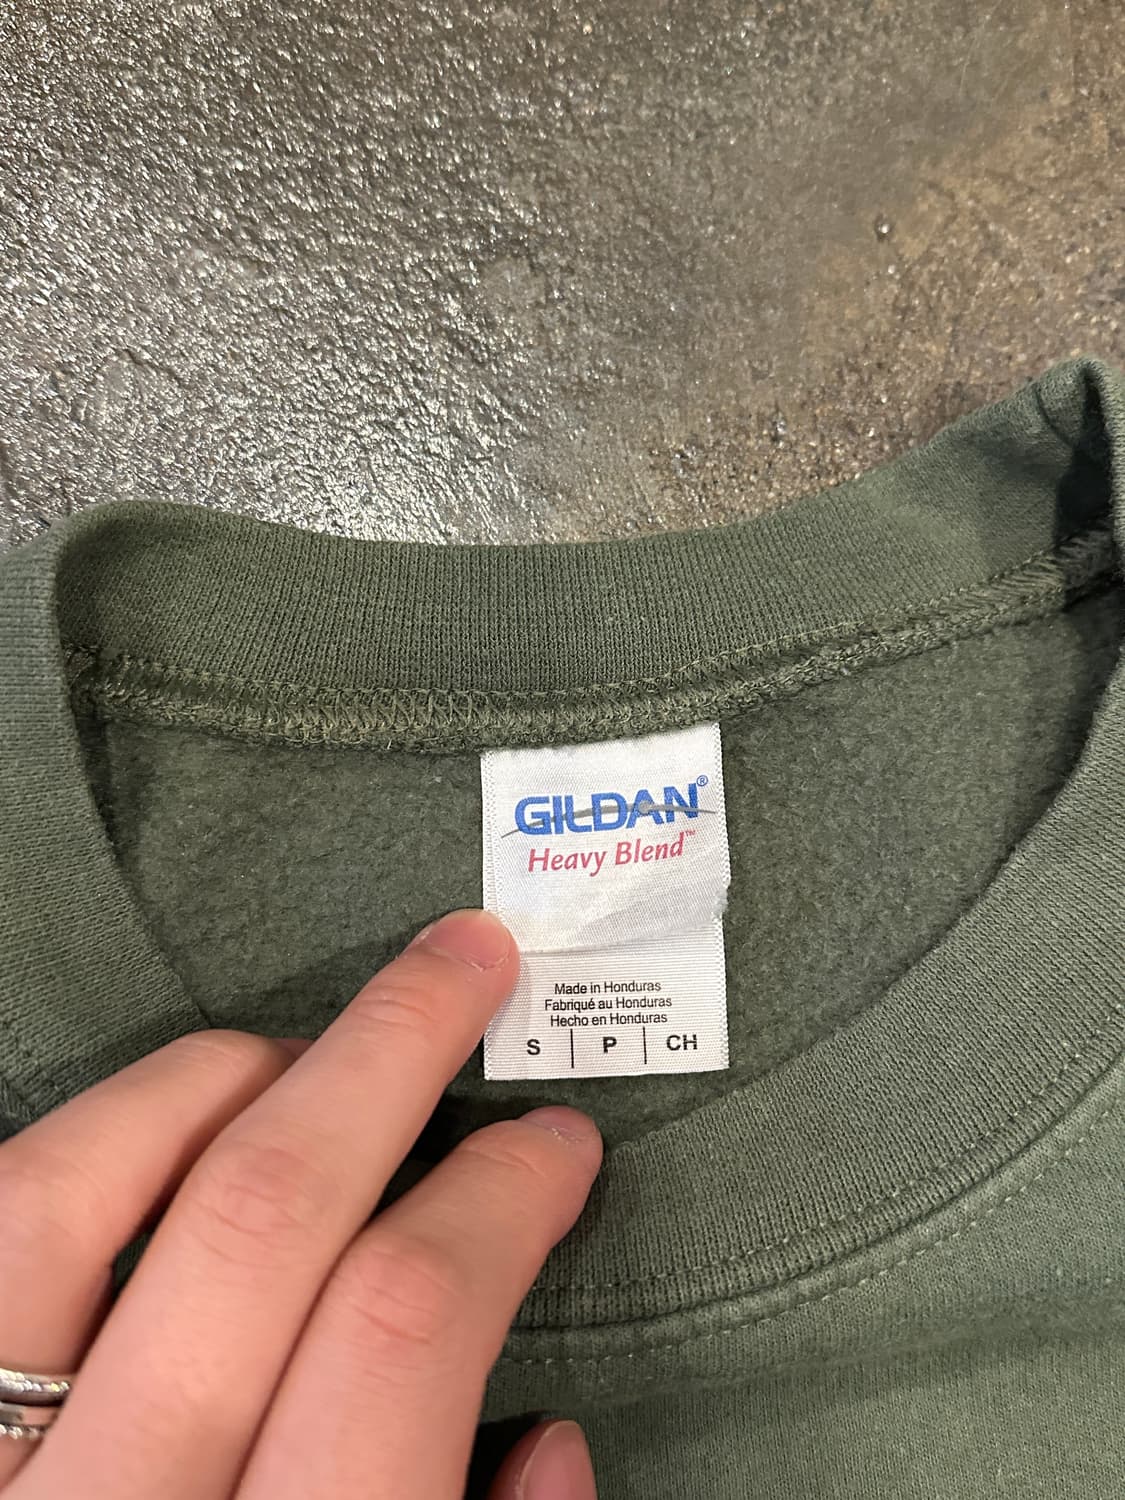 GILDAN®
Heavy Blend™
Made in Honduras
Fabriqué au Honduras
Hecho en Honduras
S | P | CH